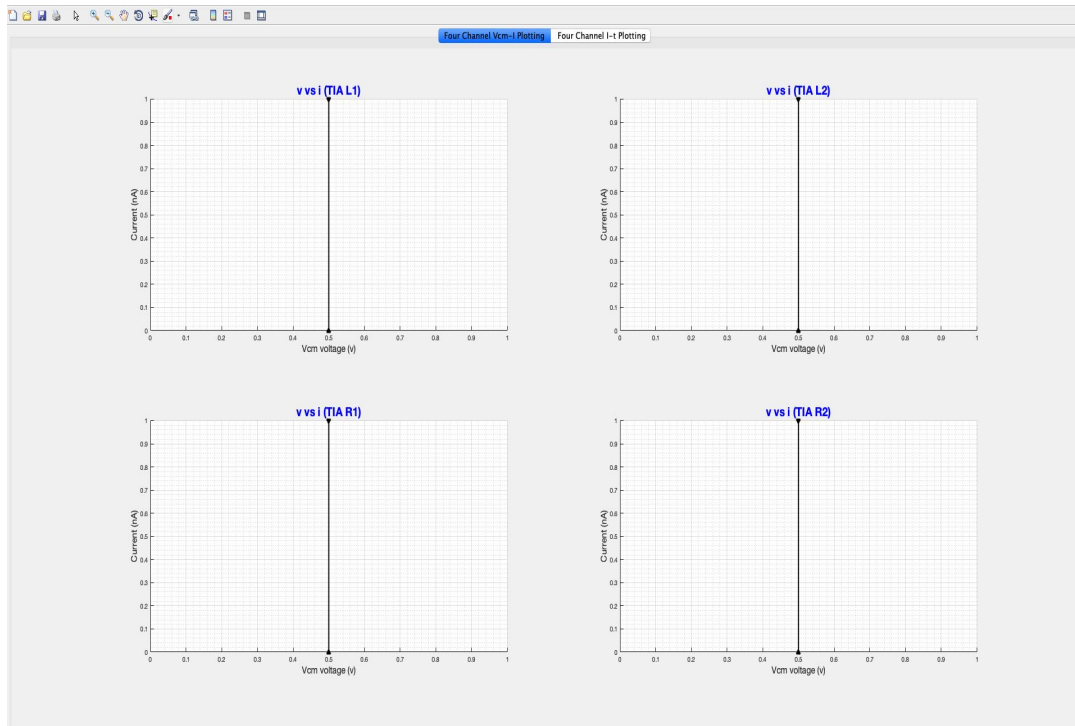 Four Channel Vcm-I Plotting
Four Channel I-t Plotting
v vs i (TIA L1)
1
0.9
0.8
0.7
0.6
0.5
0.4
0.3
0.2
0.1
0
Current (nA)
0 0.1 0.2 0.3 0.4 0.5 0.6 0.7 0.8 0.9 1
Vcm voltage (v)
v vs i (TIA L2)
1
0.9
0.8
0.7
0.6
0.5
0.4
0.3
0.2
0.1
0
Current (nA)
0 0.1 0.2 0.3 0.4 0.5 0.6 0.7 0.8 0.9 1
Vcm voltage (v)
v vs i (TIA R1)
1
0.9
0.8
0.7
0.6
0.5
0.4
0.3
0.2
0.1
0
Current (nA)
0 0.1 0.2 0.3 0.4 0.5 0.6 0.7 0.8 0.9 1
Vcm voltage (v)
v vs i (TIA R2)
1
0.9
0.8
0.7
0.6
0.5
0.4
0.3
0.2
0.1
0
Current (nA)
0 0.1 0.2 0.3 0.4 0.5 0.6 0.7 0.8 0.9 1
Vcm voltage (v)